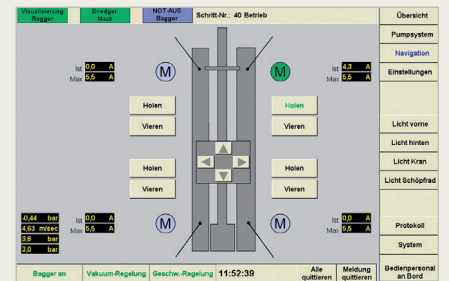 Visualisierung Bagger
Dredger Naut
NOT-AUS Bagger
Schritt-Nr.: 40 Betrieb
Übersicht
Pumpsystem
Navigation
Einstellungen
Licht vorne
Licht hinten
Licht Kran
Licht Schöpfrad
Protokoll
System
Bedienpersonal an Bord
Ist 0,0 A
Max 5,5 A
M
M
Ist 4,3 A
Max 5,5 A
Holen
Vieren
Holen
Vieren
Holen
Vieren
Holen
Vieren
-0,44 bar
4,63 m/sec
3,6 bar
3,0 bar
Ist 0,0 A
Max 5,5 A
M
M
Ist 0,0 A
Max 5,5 A
Bagger an
Vakuum-Regelung
Geschw.-Regelung
11:52:39
Alle quittieren
Meldung quittieren